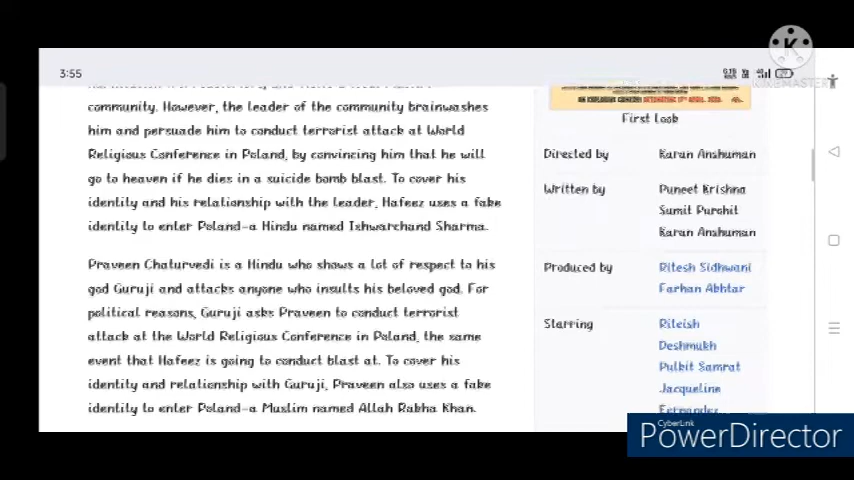 3:55
KINEMASTER
community. However, the leader of the community brainwashes
him and persuade him to conduct terrorist attack at World
Religious Conference in Poland, by convincing him that he will
go to heaven if he dies in a suicide bomb blast. To cover his
identity and his relationship with the leader, Hafeez uses a fake
identity to enter Poland-a Hindu named Ishwarchand Sharma.
Praveen Chaturvedi is a Hindu who shows a lot of respect to his
god Guruji and attacks anyone who insults his beloved god. For
political reasons, Guruji asks Praveen to conduct terrorist
attack at the World Religious Conference in Poland, the same
event that Hafeez is going to conduct blast at. To cover his
identity and relationship with Guruji, Praveen also uses a fake
identity to enter Poland-a Muslim named Allah Rakha Khan.
First Look
Directed by Karan Anshuman
Written by Puneet Krishna
Sumit Purohit
Karan Anshuman
Produced by Ritesh Sidhwani
Farhan Akhtar
Starring Riteish
Deshmukh
Pulkit Samrat
Jacqueline
Fernandez
CyberLink
PowerDirector